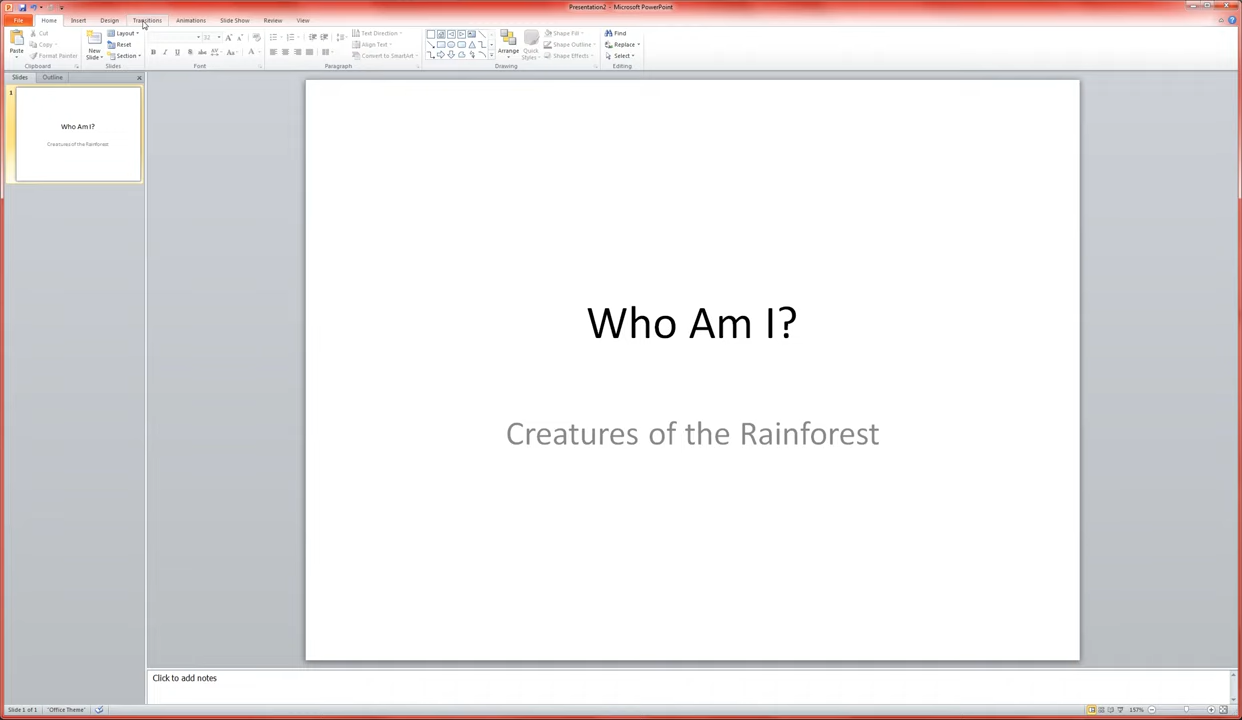 Presentation2 - Microsoft PowerPoint
File Home Insert Design Transitions Animations Slide Show Review View
Paste
Cut
Copy
Format Painter
Clipboard
New Slide
Layout
Reset
Section
Slides
32
Font
Text Direction
Align Text
Convert to SmartArt
Paragraph
Arrange
Quick Styles
Shape Fill
Shape Outline
Shape Effects
Drawing
Find
Replace
Select
Editing
Slides Outline
1
Who Am I?
Creatures of the Rainforest
Who Am I?
Creatures of the Rainforest
Click to add notes
Slide 1 of 1 "Office Theme" 157%